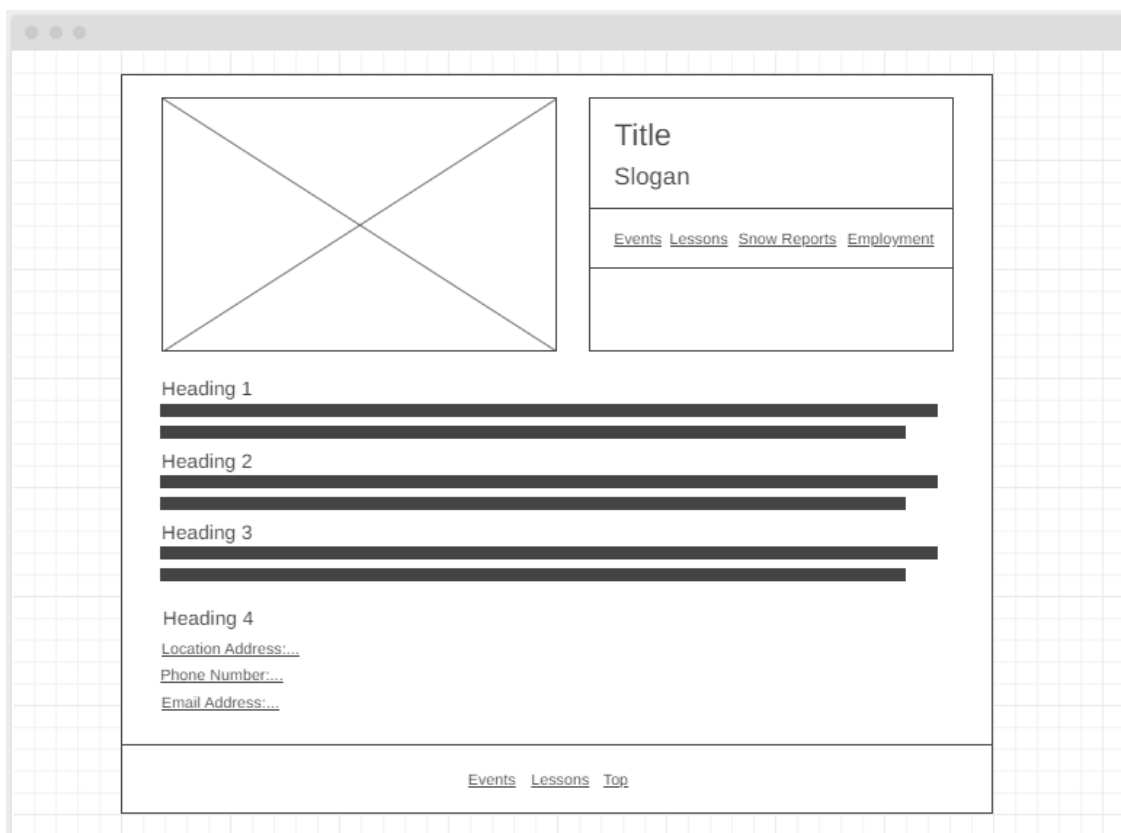 Title
Slogan
Events Lessons Snow Reports Employment
Heading 1
Heading 2
Heading 3
Heading 4
Location Address:...
Phone Number:...
Email Address:...
Events Lessons Top